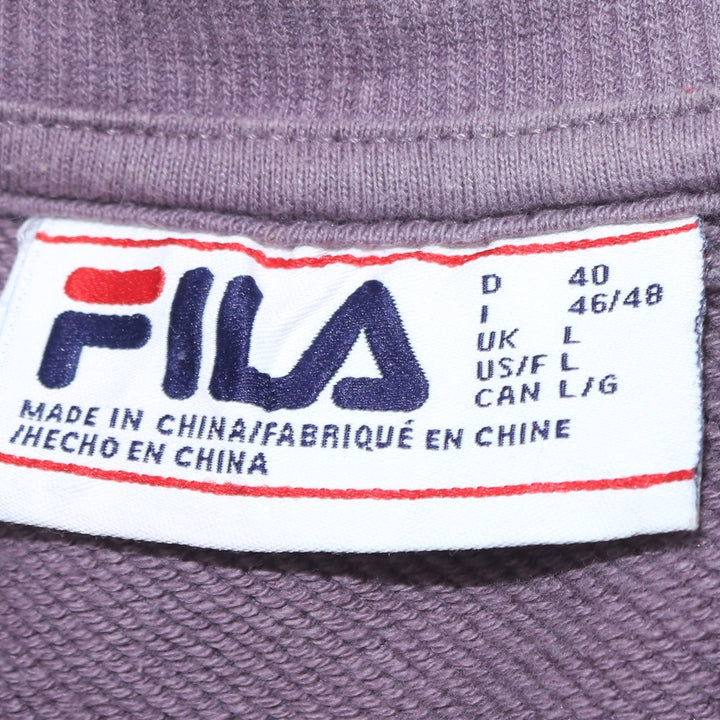 FILA
D 40
I 46/48
UK L
US/F L
CAN L/G
MADE IN CHINA/FABRIQUÉ EN CHINE
/HECHO EN CHINA